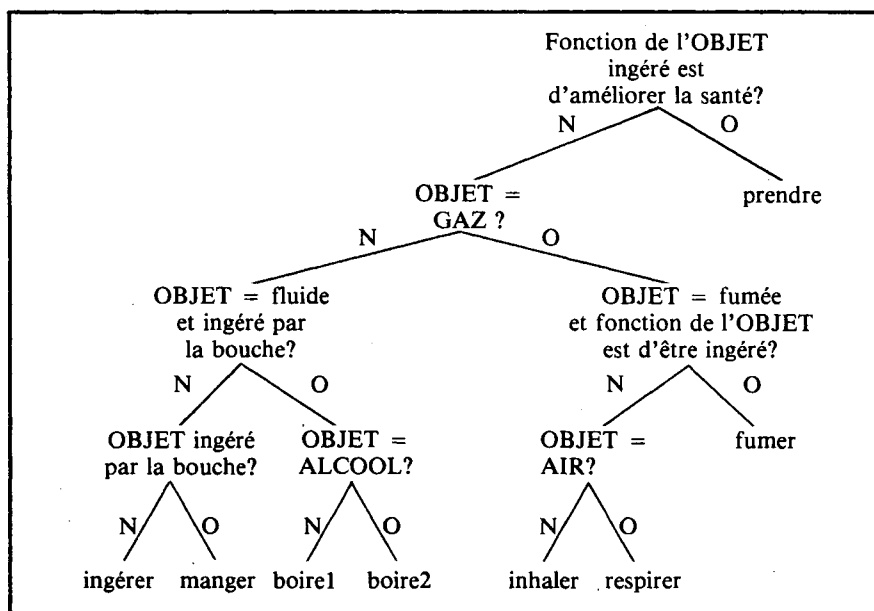 Fonction de l'OBJET
ingéré est
d'améliorer la santé?
N O
OBJET = prendre
GAZ ?
N O
OBJET = fluide OBJET = fumée
et ingéré par et fonction de l'OBJET
la bouche? est d'être ingéré?
N O N O
OBJET ingéré OBJET = OBJET = fumer
par la bouche? ALCOOL? AIR?
N O N O N O
ingérer manger boire1 boire2 inhaler respirer